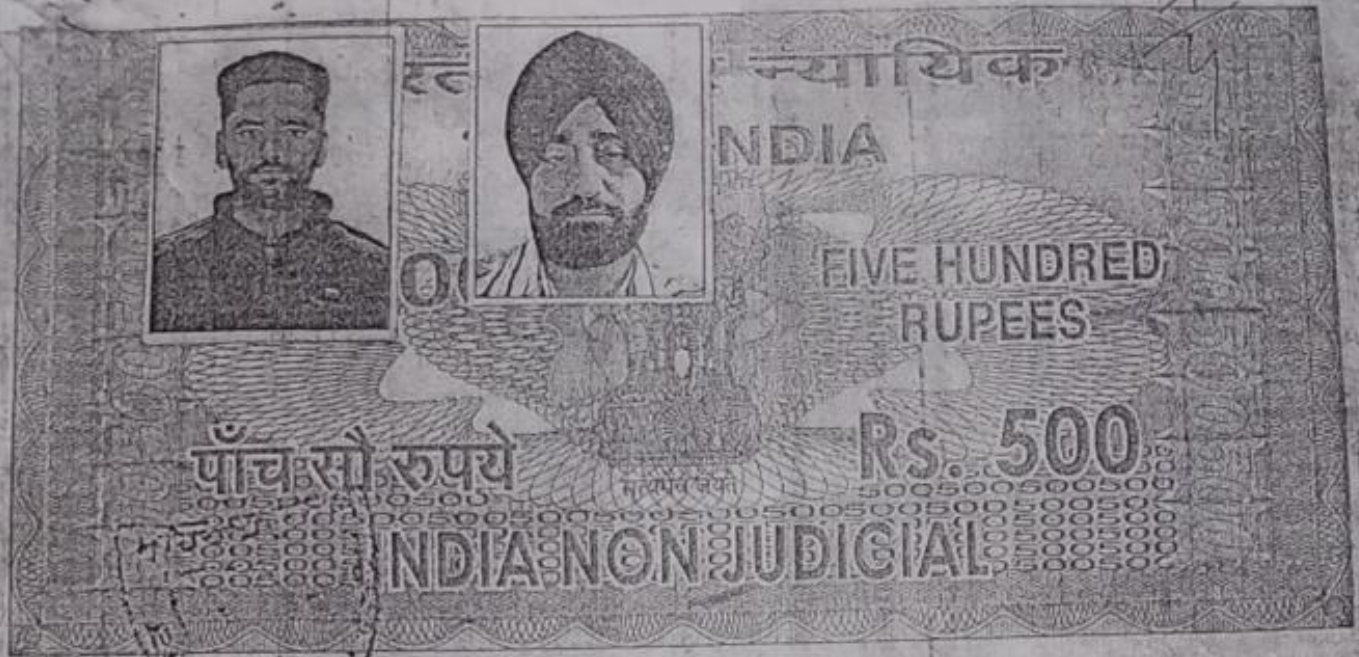 न्यायिक
NDIA
FIVE HUNDRED
RUPEES
पाँच सौ रुपये
Rs. 500
सत्यमेव जयते
INDIA NON JUDICIAL